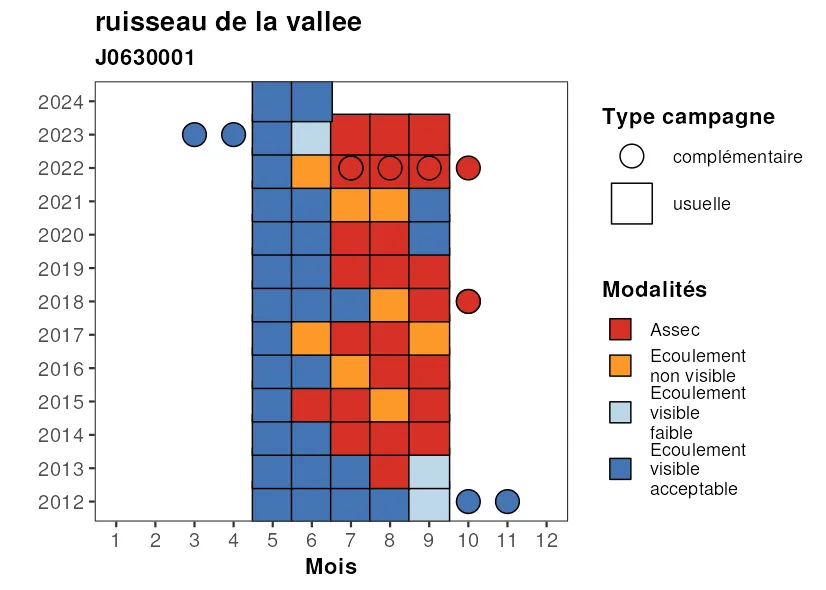 ruisseau de la vallee
J0630001
2024
2023
2022
2021
2020
2019
2018
2017
2016
2015
2014
2013
2012
1 2 3 4 5 6 7 8 9 10 11 12
Mois
Type campagne
complémentaire
usuelle
Modalités
Assec
Ecoulement
non visible
Ecoulement
visible
faible
Ecoulement
visible
acceptable